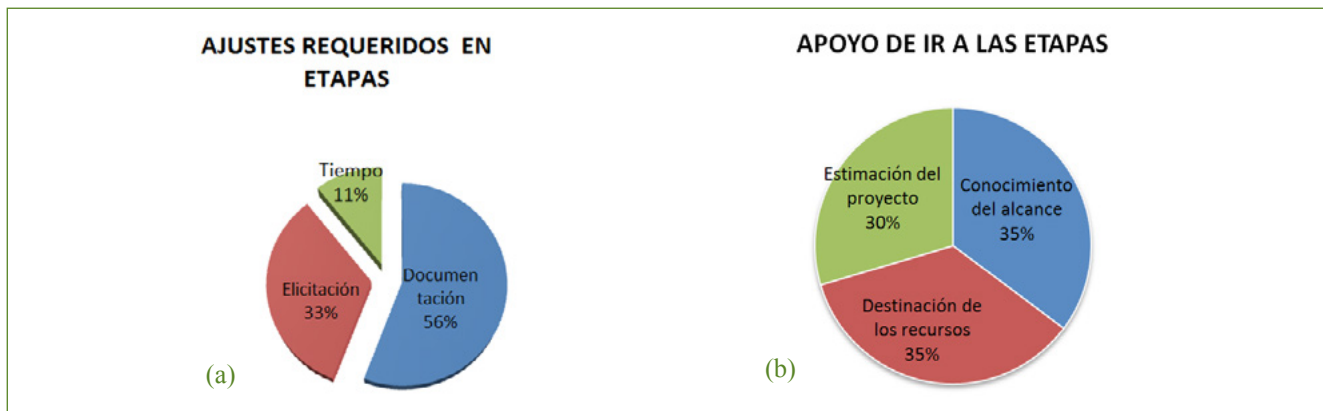 AJUSTES REQUERIDOS EN
ETAPAS
Tiempo
11%
Elicitación
33%
Documen
tación
56%
(a)
APOYO DE IR A LAS ETAPAS
Estimación del
proyecto
30%
Conocimiento
del alcance
35%
Destinación de
los recursos
35%
(b)